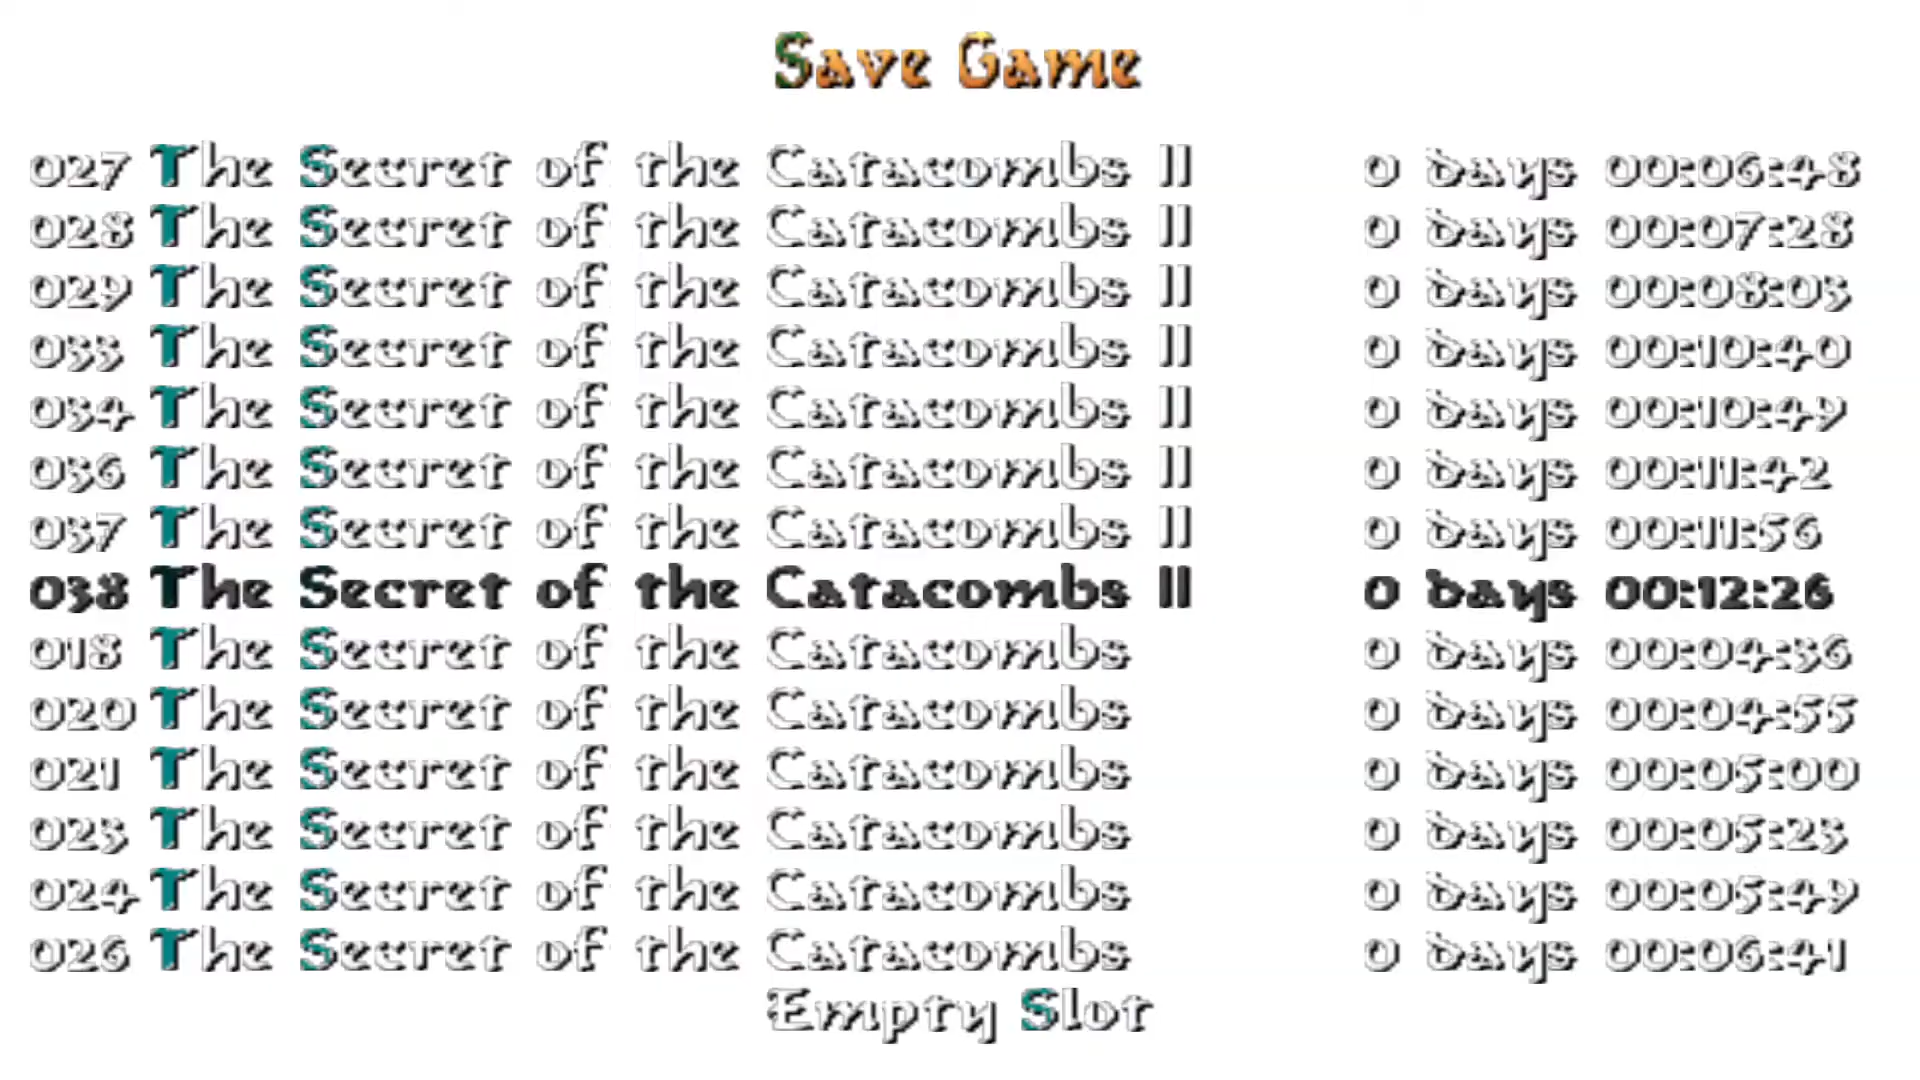 Save Game
027 The Secret of the Catacombs II 0 days 00:06:48
028 The Secret of the Catacombs II 0 days 00:07:28
029 The Secret of the Catacombs II 0 days 00:08:03
033 The Secret of the Catacombs II 0 days 00:10:40
034 The Secret of the Catacombs II 0 days 00:10:49
036 The Secret of the Catacombs II 0 days 00:11:42
037 The Secret of the Catacombs II 0 days 00:11:56
038 The Secret of the Catacombs II 0 days 00:12:26
018 The Secret of the Catacombs 0 days 00:04:36
020 The Secret of the Catacombs 0 days 00:04:55
021 The Secret of the Catacombs 0 days 00:05:00
023 The Secret of the Catacombs 0 days 00:05:23
024 The Secret of the Catacombs 0 days 00:05:49
026 The Secret of the Catacombs 0 days 00:06:41
Empty Slot